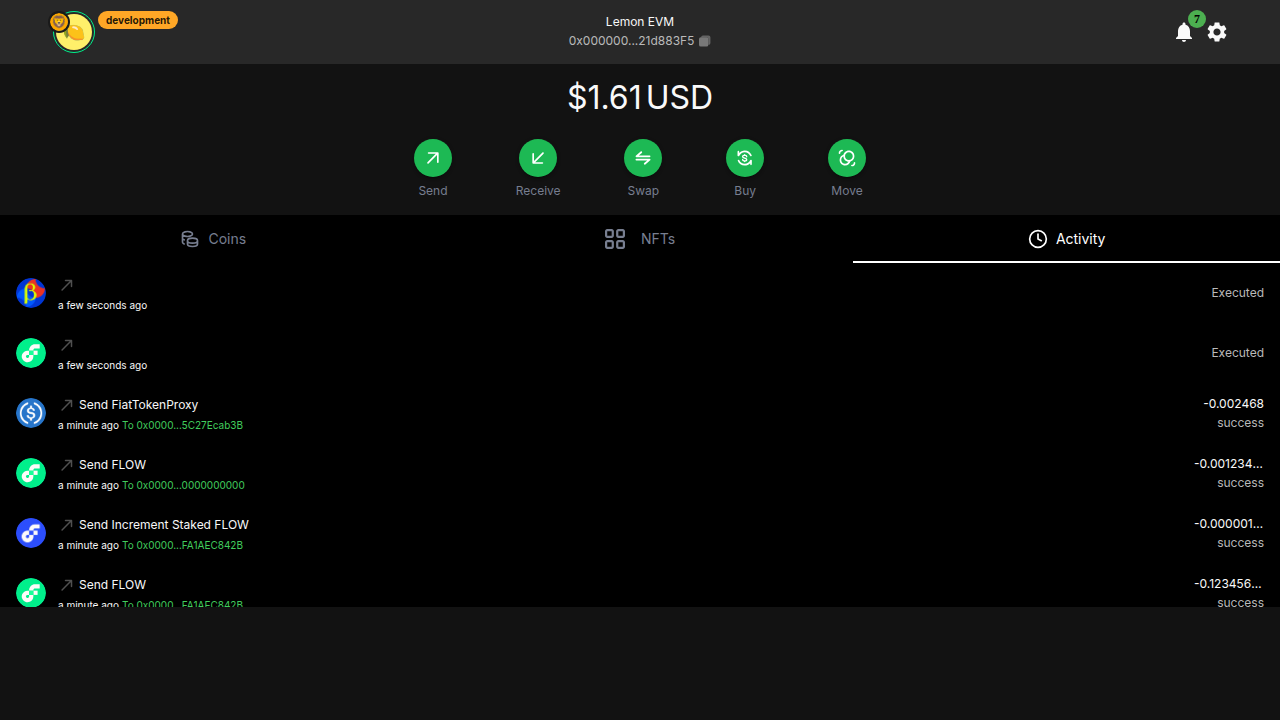 development
Lemon EVM
0x000000...21d883F5
7
$1.61USD
Send
Receive
Swap
Buy
Move
Coins
NFTs
Activity
a few seconds ago
Executed
a few seconds ago
Executed
Send FiatTokenProxy
-0.002468
a minute ago To 0x0000...5C27Ecab3B
success
Send FLOW
-0.001234...
a minute ago To 0x0000...0000000000
success
Send Increment Staked FLOW
-0.000001...
a minute ago To 0x0000...FA1AEC842B
success
Send FLOW
-0.123456...
a minute ago To 0x0000...FA1AEC842B
success